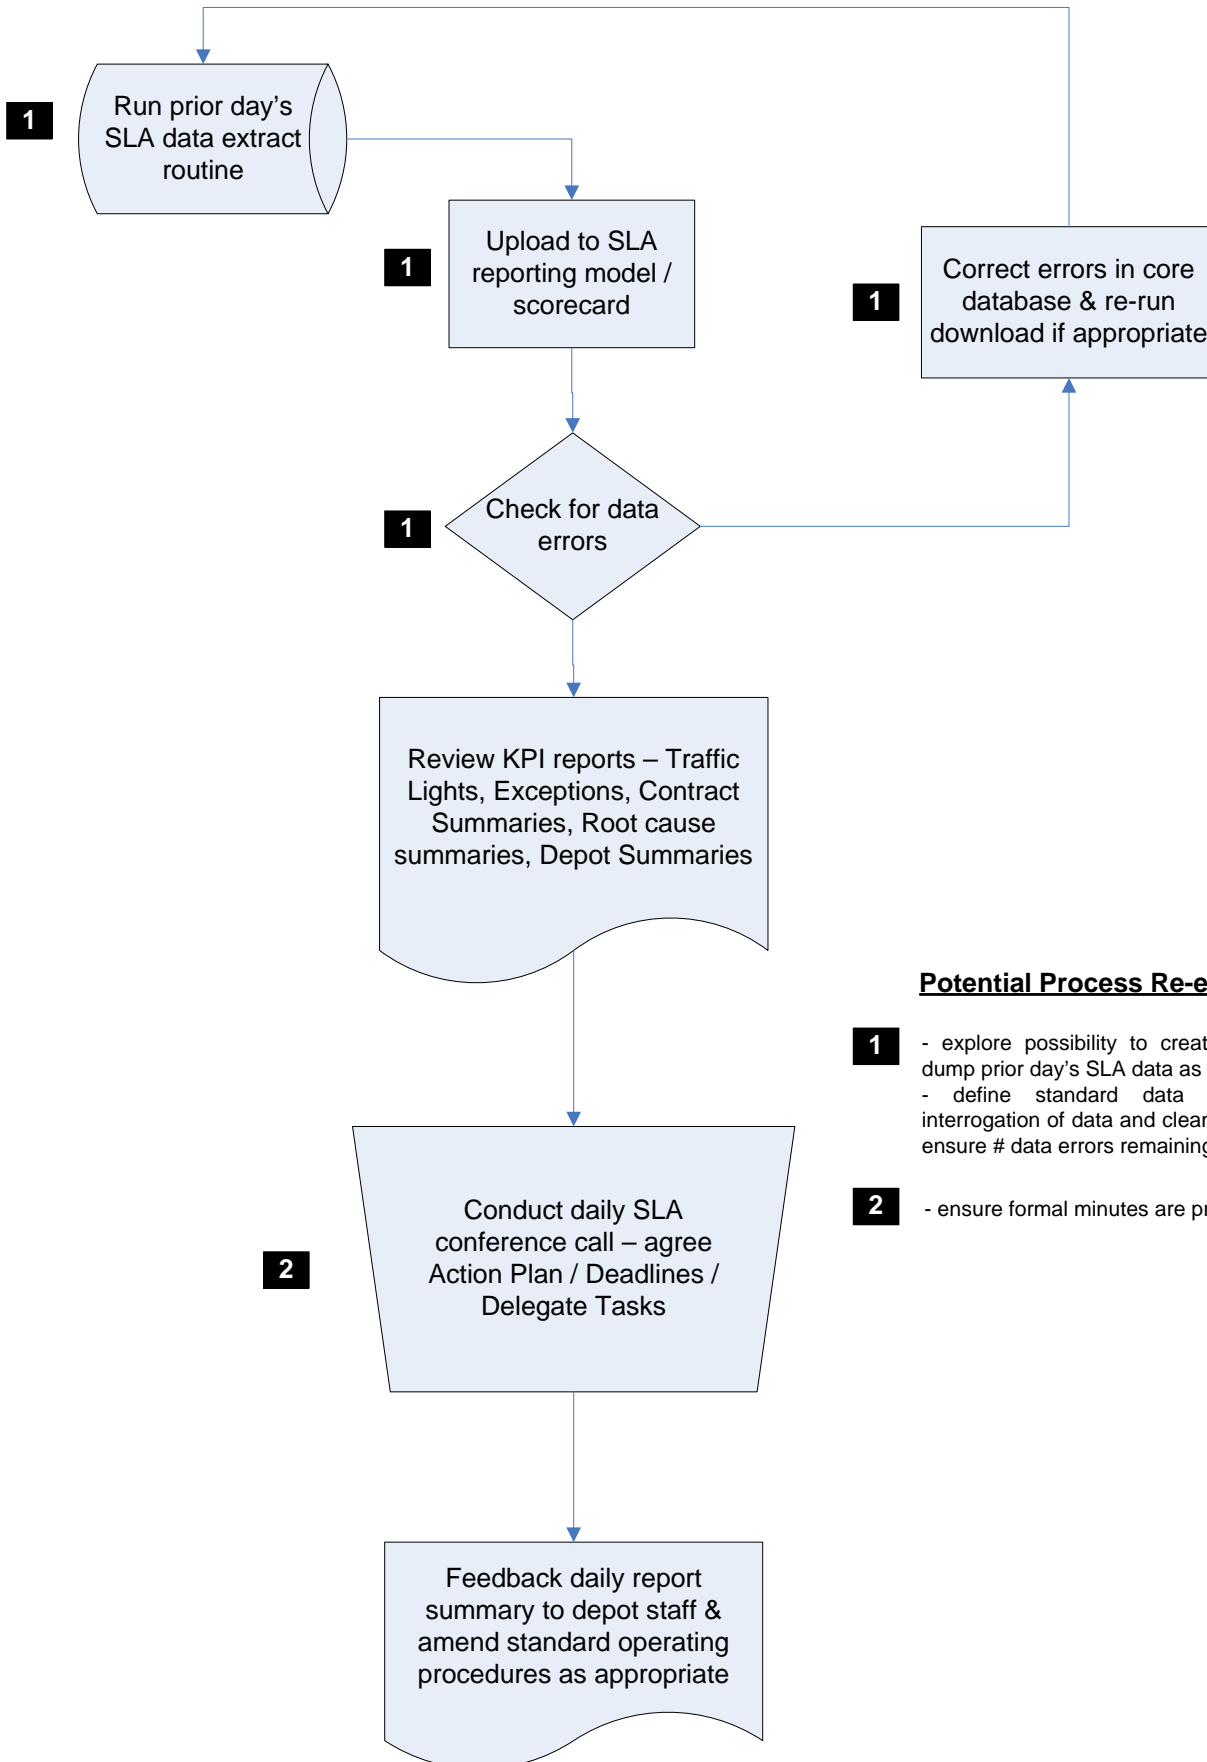 1
Run prior day's
SLA data extract
routine
1
Upload to SLA
reporting model /
scorecard
1
Correct errors in core
database & re-run
download if appropriate
1
Check for data
errors
Review KPI reports – Traffic
Lights, Exceptions, Contract
Summaries, Root cause
summaries, Depot Summaries
Potential Process Re-e
1
- explore possibility to creat
dump prior day's SLA data as
- define standard data
interrogation of data and clear
ensure # data errors remaining
2
- ensure formal minutes are pr
2
Conduct daily SLA
conference call – agree
Action Plan / Deadlines /
Delegate Tasks
Feedback daily report
summary to depot staff &
amend standard operating
procedures as appropriate